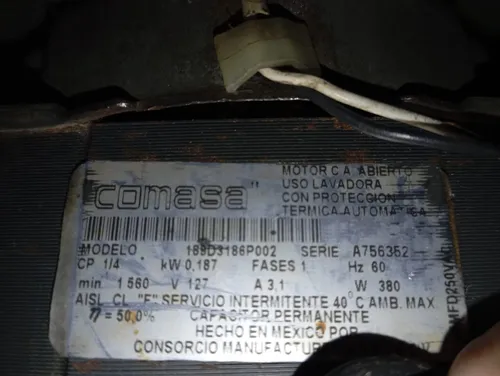 comasa
MOTOR C.A. ABIERTO
USO LAVADORA
CON PROTECCION
TERMICA AUTOMATICA
MODELO 189D3186P002 SERIE A756352
CP 1/4 kW 0,187 FASES 1 Hz 60
min 1 560 V 127 A 3,1 W 380
AISL. CL. "E" SERVICIO INTERMITENTE 40°C AMB. MAX
η = 50,0% CAPACITOR PERMANENTE
HECHO EN MEXICO POR
CONSORCIO MANUFACTUR
MFD250VAC